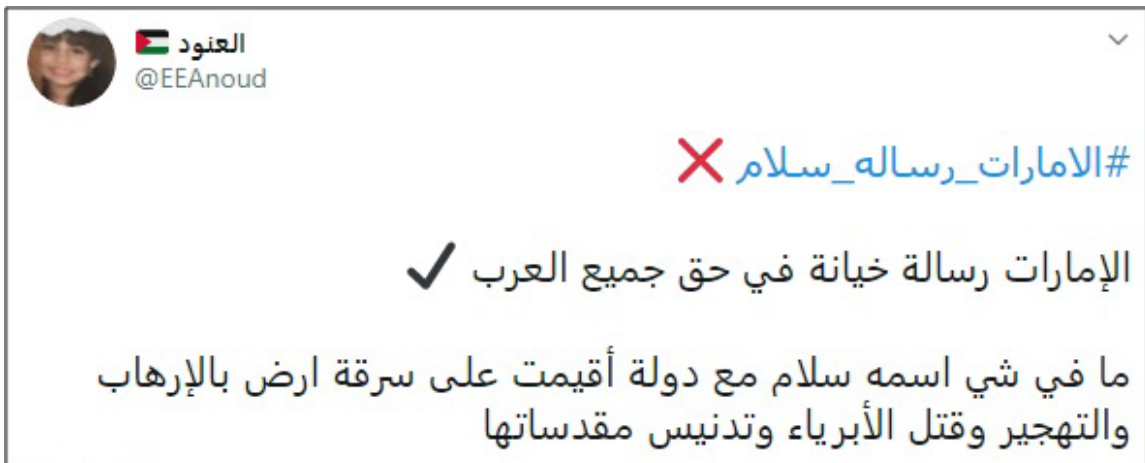 العنود 🇵🇸
@EEAnoud
#الامارات_رساله_سلام ❌
الإمارات رسالة خيانة في حق جميع العرب ✔
ما في شي اسمه سلام مع دولة أقيمت على سرقة ارض بالإرهاب
والتهجير وقتل الأبرياء وتدنيس مقدساتها